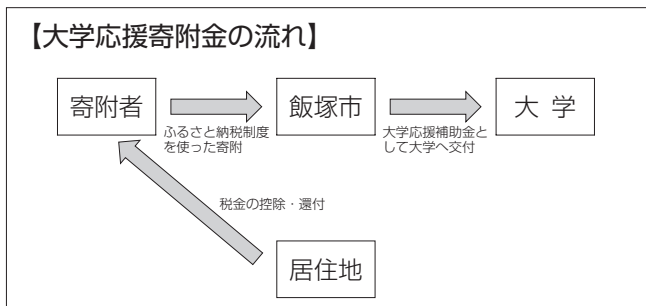 【大学応援寄附金の流れ】
寄附者
飯塚市
大 学
ふるさと納税制度
を使った寄附
大学応援補助金と
して大学へ交付
税金の控除・還付
居住地